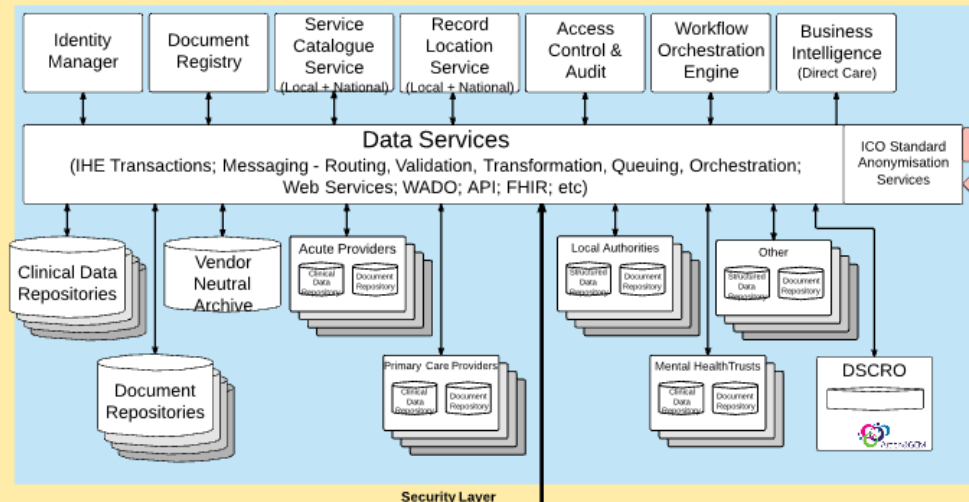 Identity
Manager
Document
Registry
Service
Catalogue
Service
(Local + National)
Record
Location
Service
(Local + National)
Access
Control &
Audit
Workflow
Orchestration
Engine
Business
Intelligence
(Direct Care)
Data Services
(IHE Transactions; Messaging - Routing, Validation, Transformation, Queuing, Orchestration;
Web Services; WADO; API; FHIR; etc)
ICO Standard
Anonymisation
Services
Clinical Data
Repositories
Vendor
Neutral
Archive
Acute Providers
Clinical
Data
Repository
Document
Repository
Local Authorities
Structured
Data
Repository
Document
Repository
Other
Structured
Data
Repository
Document
Repository
Document
Repositories
Primary Care Providers
Clinical
Data
Repository
Document
Repository
Mental HealthTrusts
Clinical
Data
Repository
Document
Repository
DSCRO
Security Layer